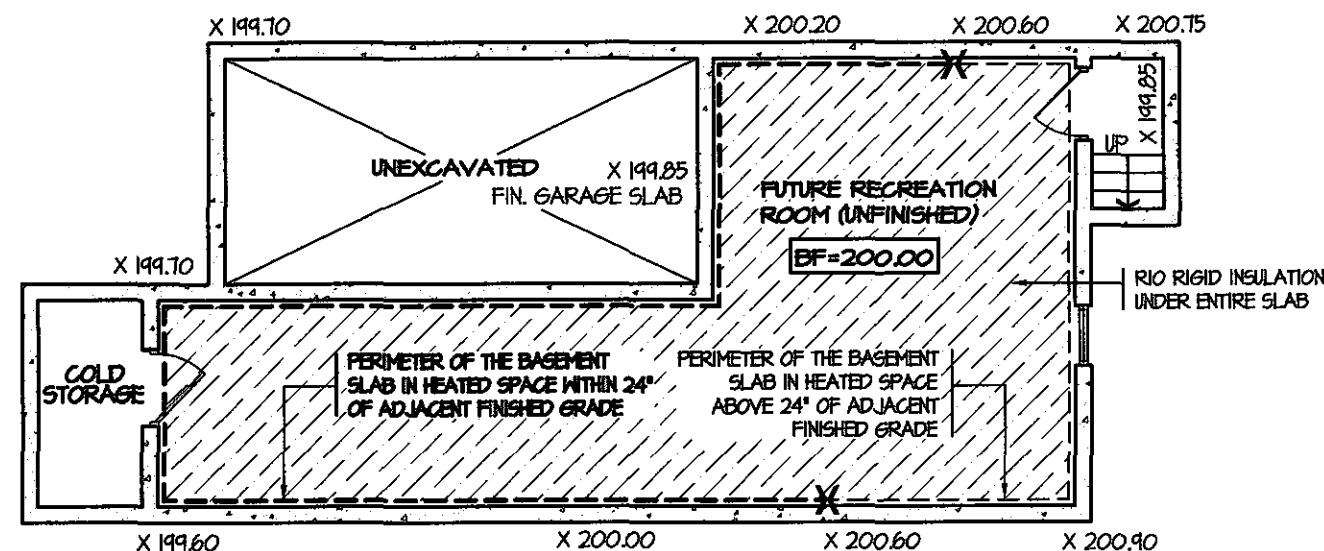 X 199.70
X 200.20
X 200.60
X 200.75
X 199.85
UP
UNEXCAVATED
X 199.85
FIN. GARAGE SLAB
FUTURE RECREATION
ROOM (UNFINISHED)
BF=200.00
X 199.70
R10 RIGID INSULATION
UNDER ENTIRE SLAB
COLD
STORAGE
PERIMETER OF THE BASEMENT
SLAB IN HEATED SPACE WITHIN 24"
OF ADJACENT FINISHED GRADE
PERIMETER OF THE BASEMENT
SLAB IN HEATED SPACE
ABOVE 24" OF ADJACENT
FINISHED GRADE
X 199.60
X 200.00
X 200.60
X 200.90